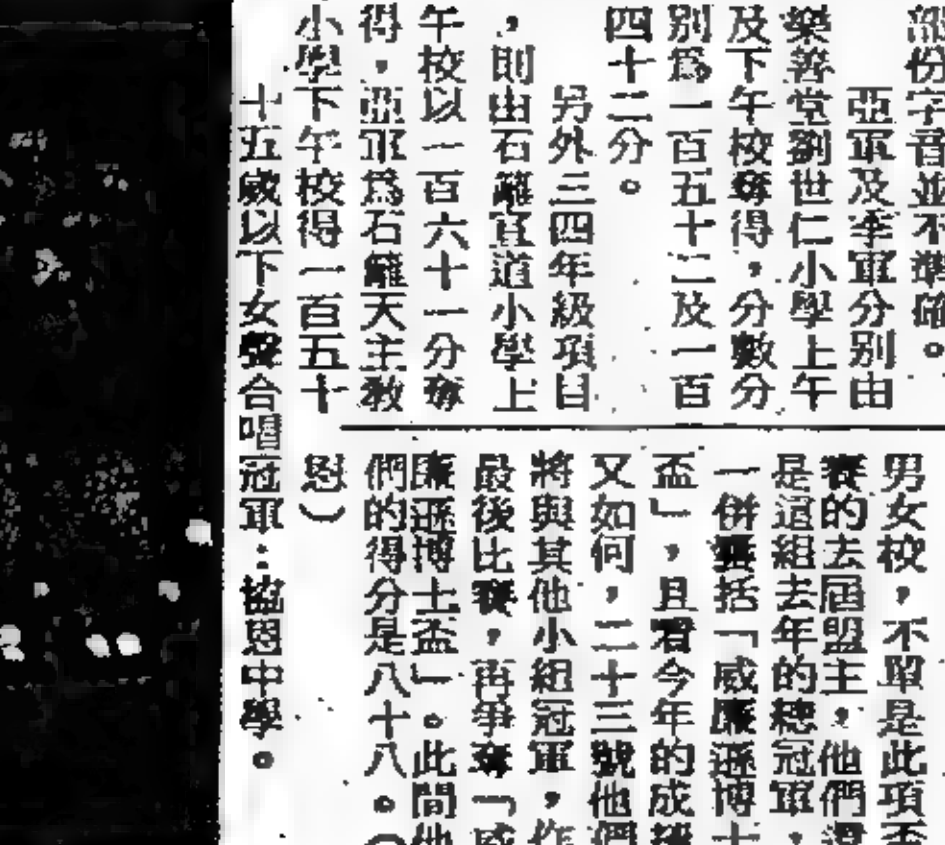 部份字音並不準確。
亞軍及季軍分別由
樂善堂劉世仁小學上午
及下午校奪得，分數分
別爲一百五十二及一百
四十二分。
另外三四年級項目
，則由石籬官道小學上
午校以一百六十一分奪
得，亞軍爲石籬天主教
小學下午校得一百五十
男女校，不單是此項盃
賽的去屆盟主，他們還
是這組去年的總冠軍，
一併囊括「威廉遜博士
盃」，且看今年的成績
又如何，二十三號他們
將與其他小組冠軍，作
最後比賽，再爭奪「威
廉遜博士盃」。此間他
們的得分是八十八。（
恩）
十五歲以下女聲合唱冠軍：協恩中學。